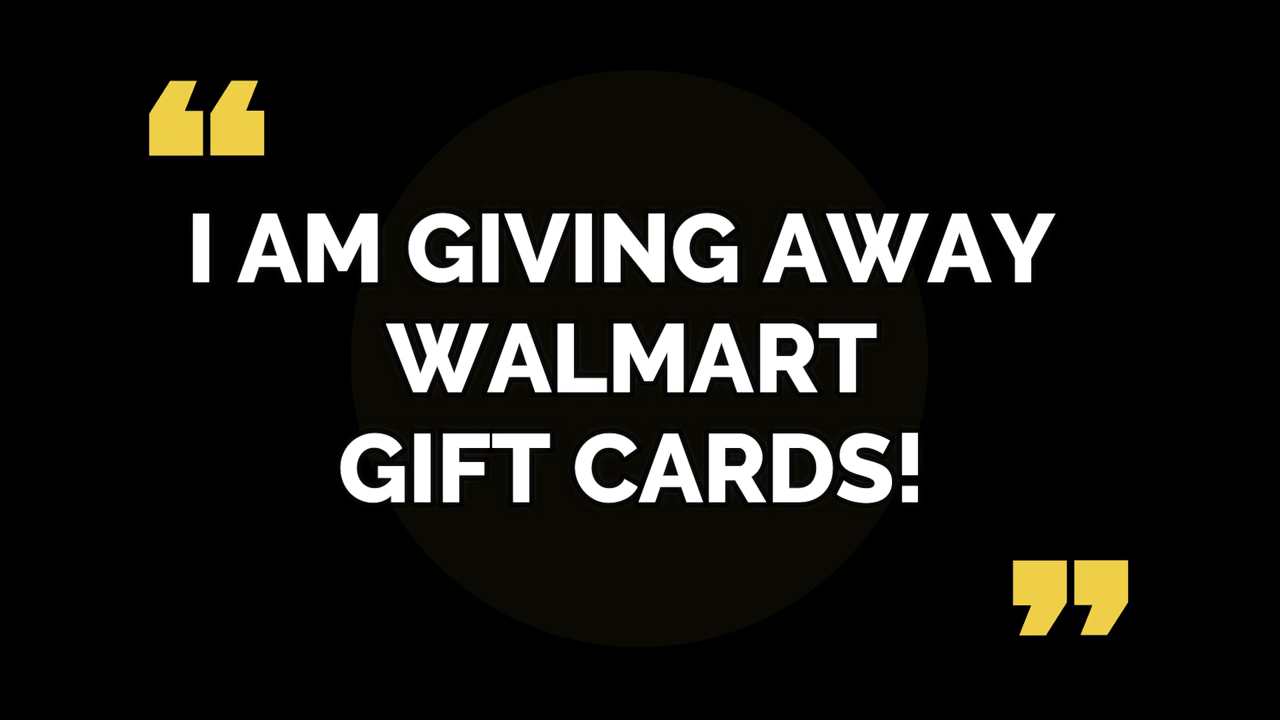 “
I AM GIVING AWAY
WALMART
GIFT CARDS!
”